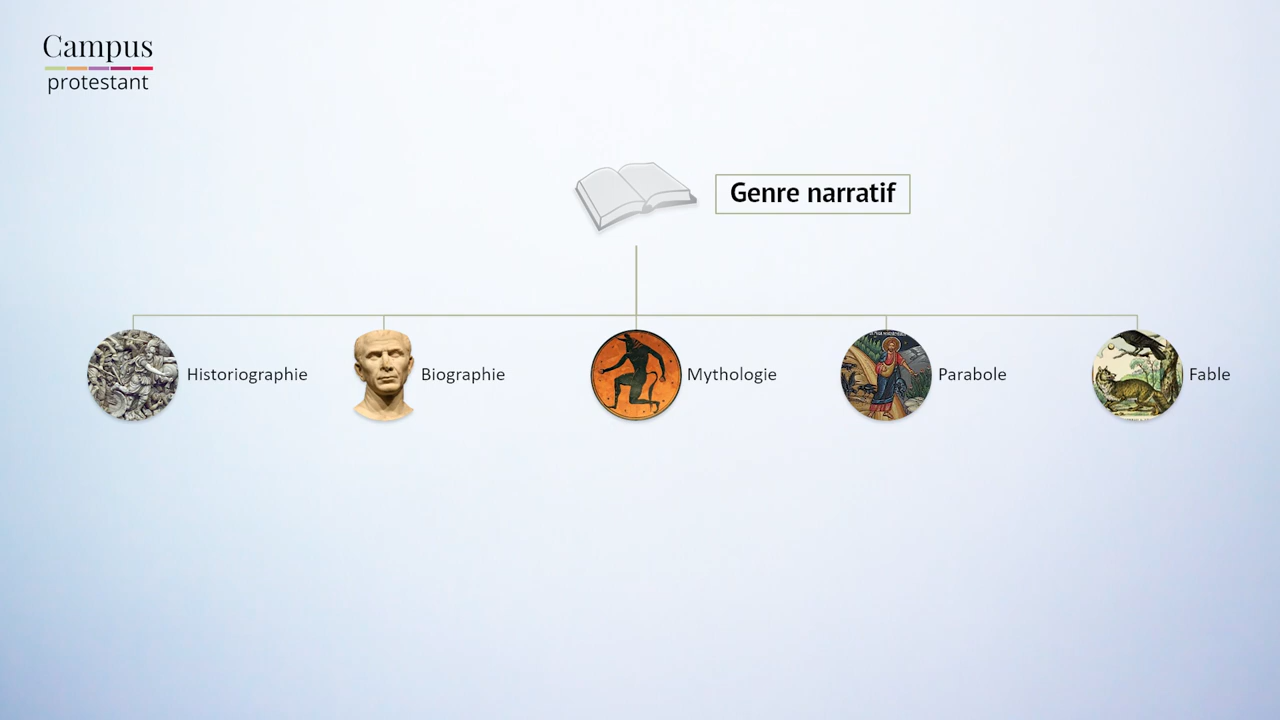 Campus
protestant
Genre narratif
Historiographie
Biographie
Mythologie
Parabole
Fable